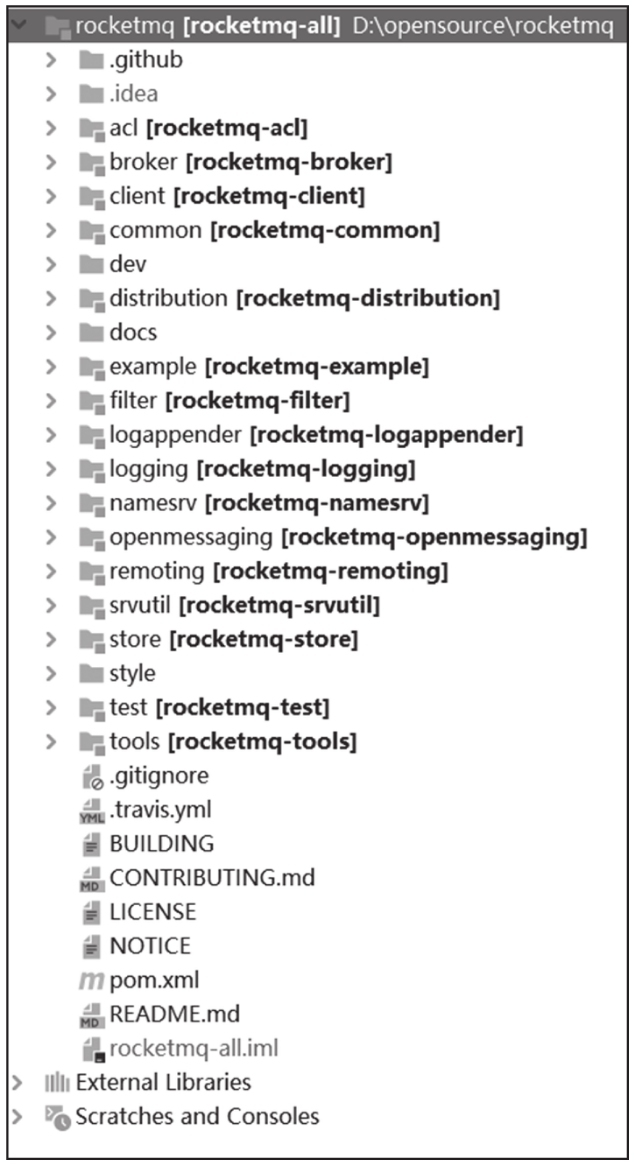 rocketmq [rocketmq-all] D:\opensource\rocketmq
.github
.idea
acl [rocketmq-acl]
broker [rocketmq-broker]
client [rocketmq-client]
common [rocketmq-common]
dev
distribution [rocketmq-distribution]
docs
example [rocketmq-example]
filter [rocketmq-filter]
logappender [rocketmq-logappender]
logging [rocketmq-logging]
namesrv [rocketmq-namesrv]
openmessaging [rocketmq-openmessaging]
remoting [rocketmq-remoting]
srvutil [rocketmq-srvutil]
store [rocketmq-store]
style
test [rocketmq-test]
tools [rocketmq-tools]
.gitignore
YML .travis.yml
BUILDING
MD CONTRIBUTING.md
LICENSE
NOTICE
m pom.xml
MD README.md
rocketmq-all.iml
External Libraries
Scratches and Consoles